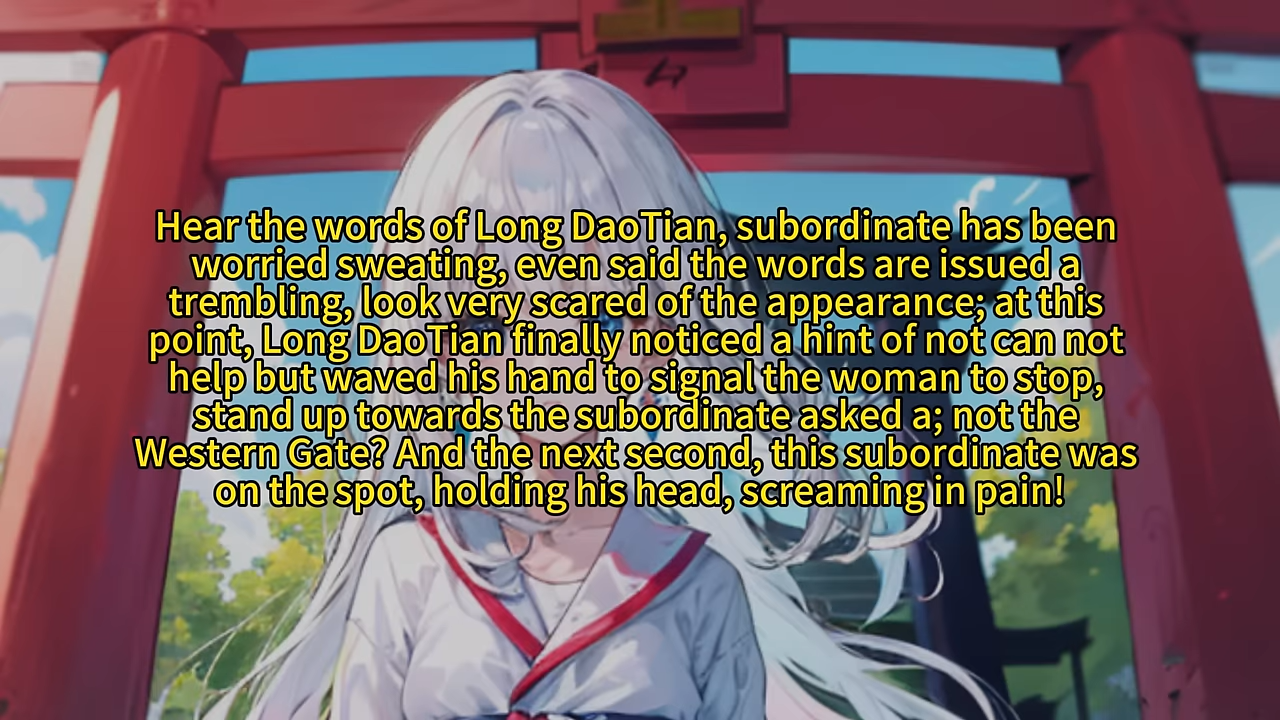 Hear the words of Long DaoTian, subordinate has been
worried sweating, even said the words are issued a
trembling, look very scared of the appearance; at this
point, Long DaoTian finally noticed a hint of not can not
help but waved his hand to signal the woman to stop,
stand up towards the subordinate asked a; not the
Western Gate? And the next second, this subordinate was
on the spot, holding his head, screaming in pain!